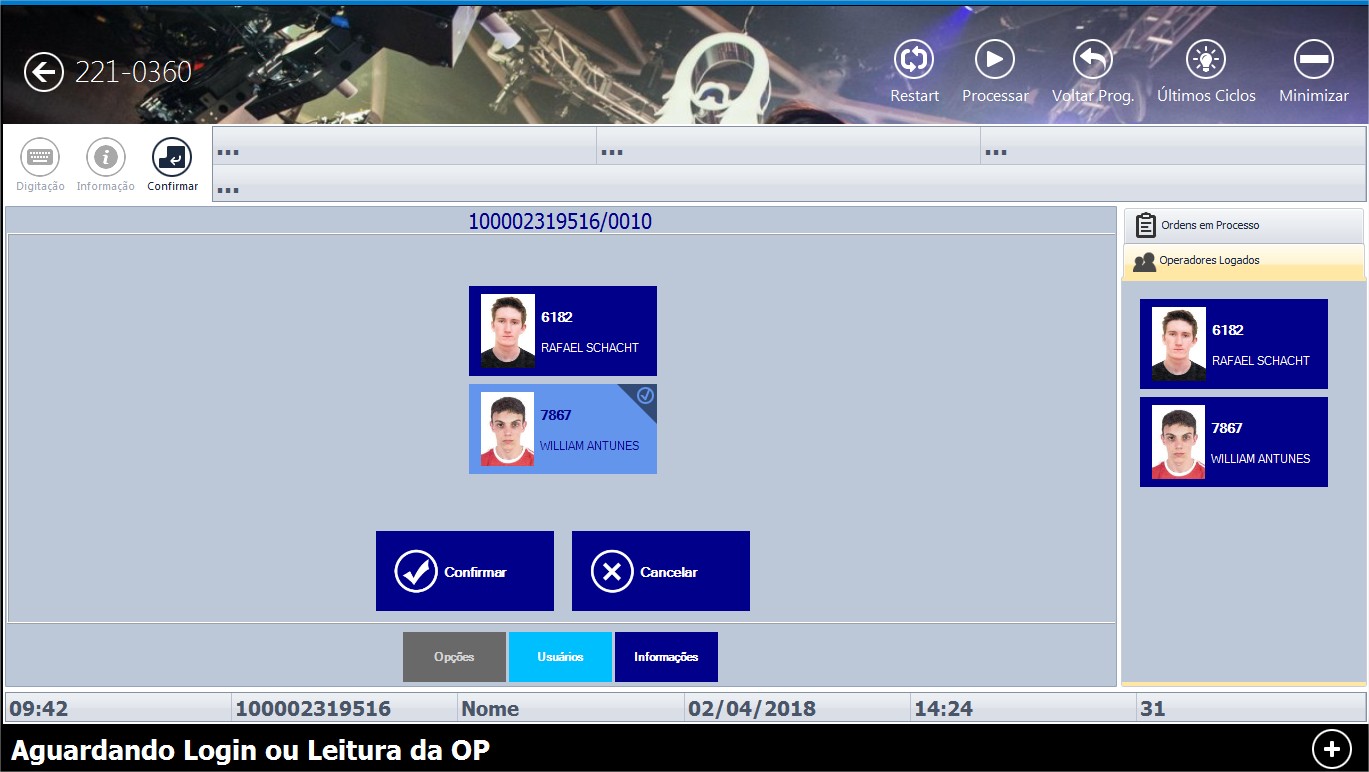 221-0360
Restart
Processar
Voltar Prog.
Últimos Ciclos
Minimizar
Digitação
Informação
Confirmar
...
...
...
...
100002319516/0010
6182
RAFAEL SCHACHT
7867
WILLIAM ANTUNES
Confirmar
Cancelar
Opções
Usuários
Informações
Ordens em Processo
Operadores Logados
6182
RAFAEL SCHACHT
7867
WILLIAM ANTUNES
09:42
100002319516
Nome
02/04/2018
14:24
31
Aguardando Login ou Leitura da OP